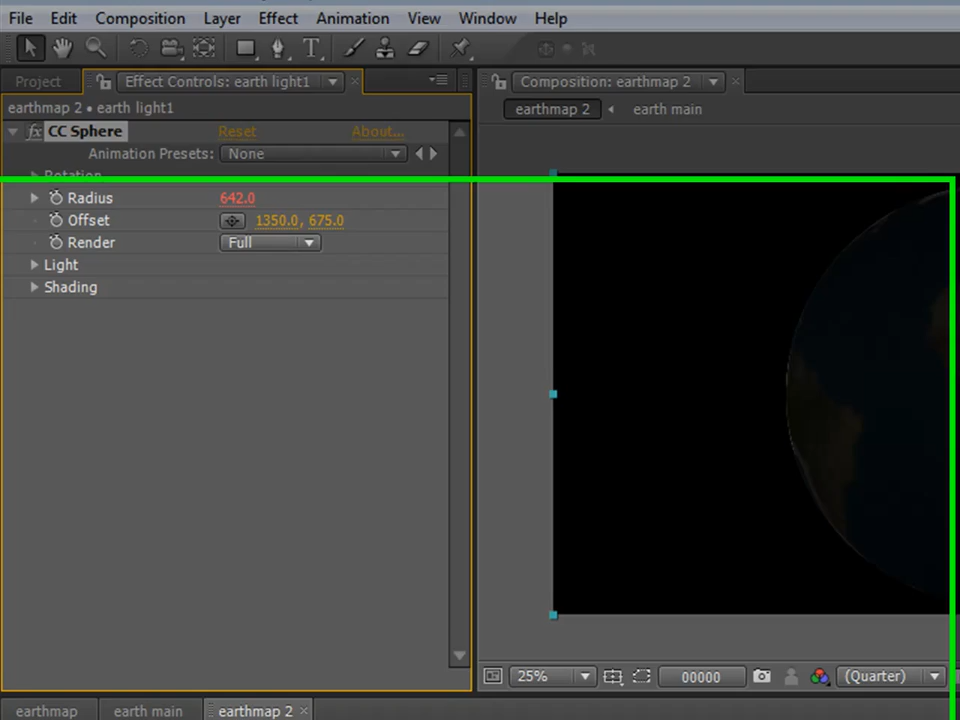 File Edit Composition Layer Effect Animation View Window Help
Project Effect Controls: earth light1 Composition: earthmap 2
earthmap 2 • earth light1 earthmap 2 earth main
fx CC Sphere Reset About...
Animation Presets: None
Rotation
Radius 642.0
Offset 1350.0, 675.0
Render Full
Light
Shading
25% 00000 (Quarter)
earthmap earth main earthmap 2